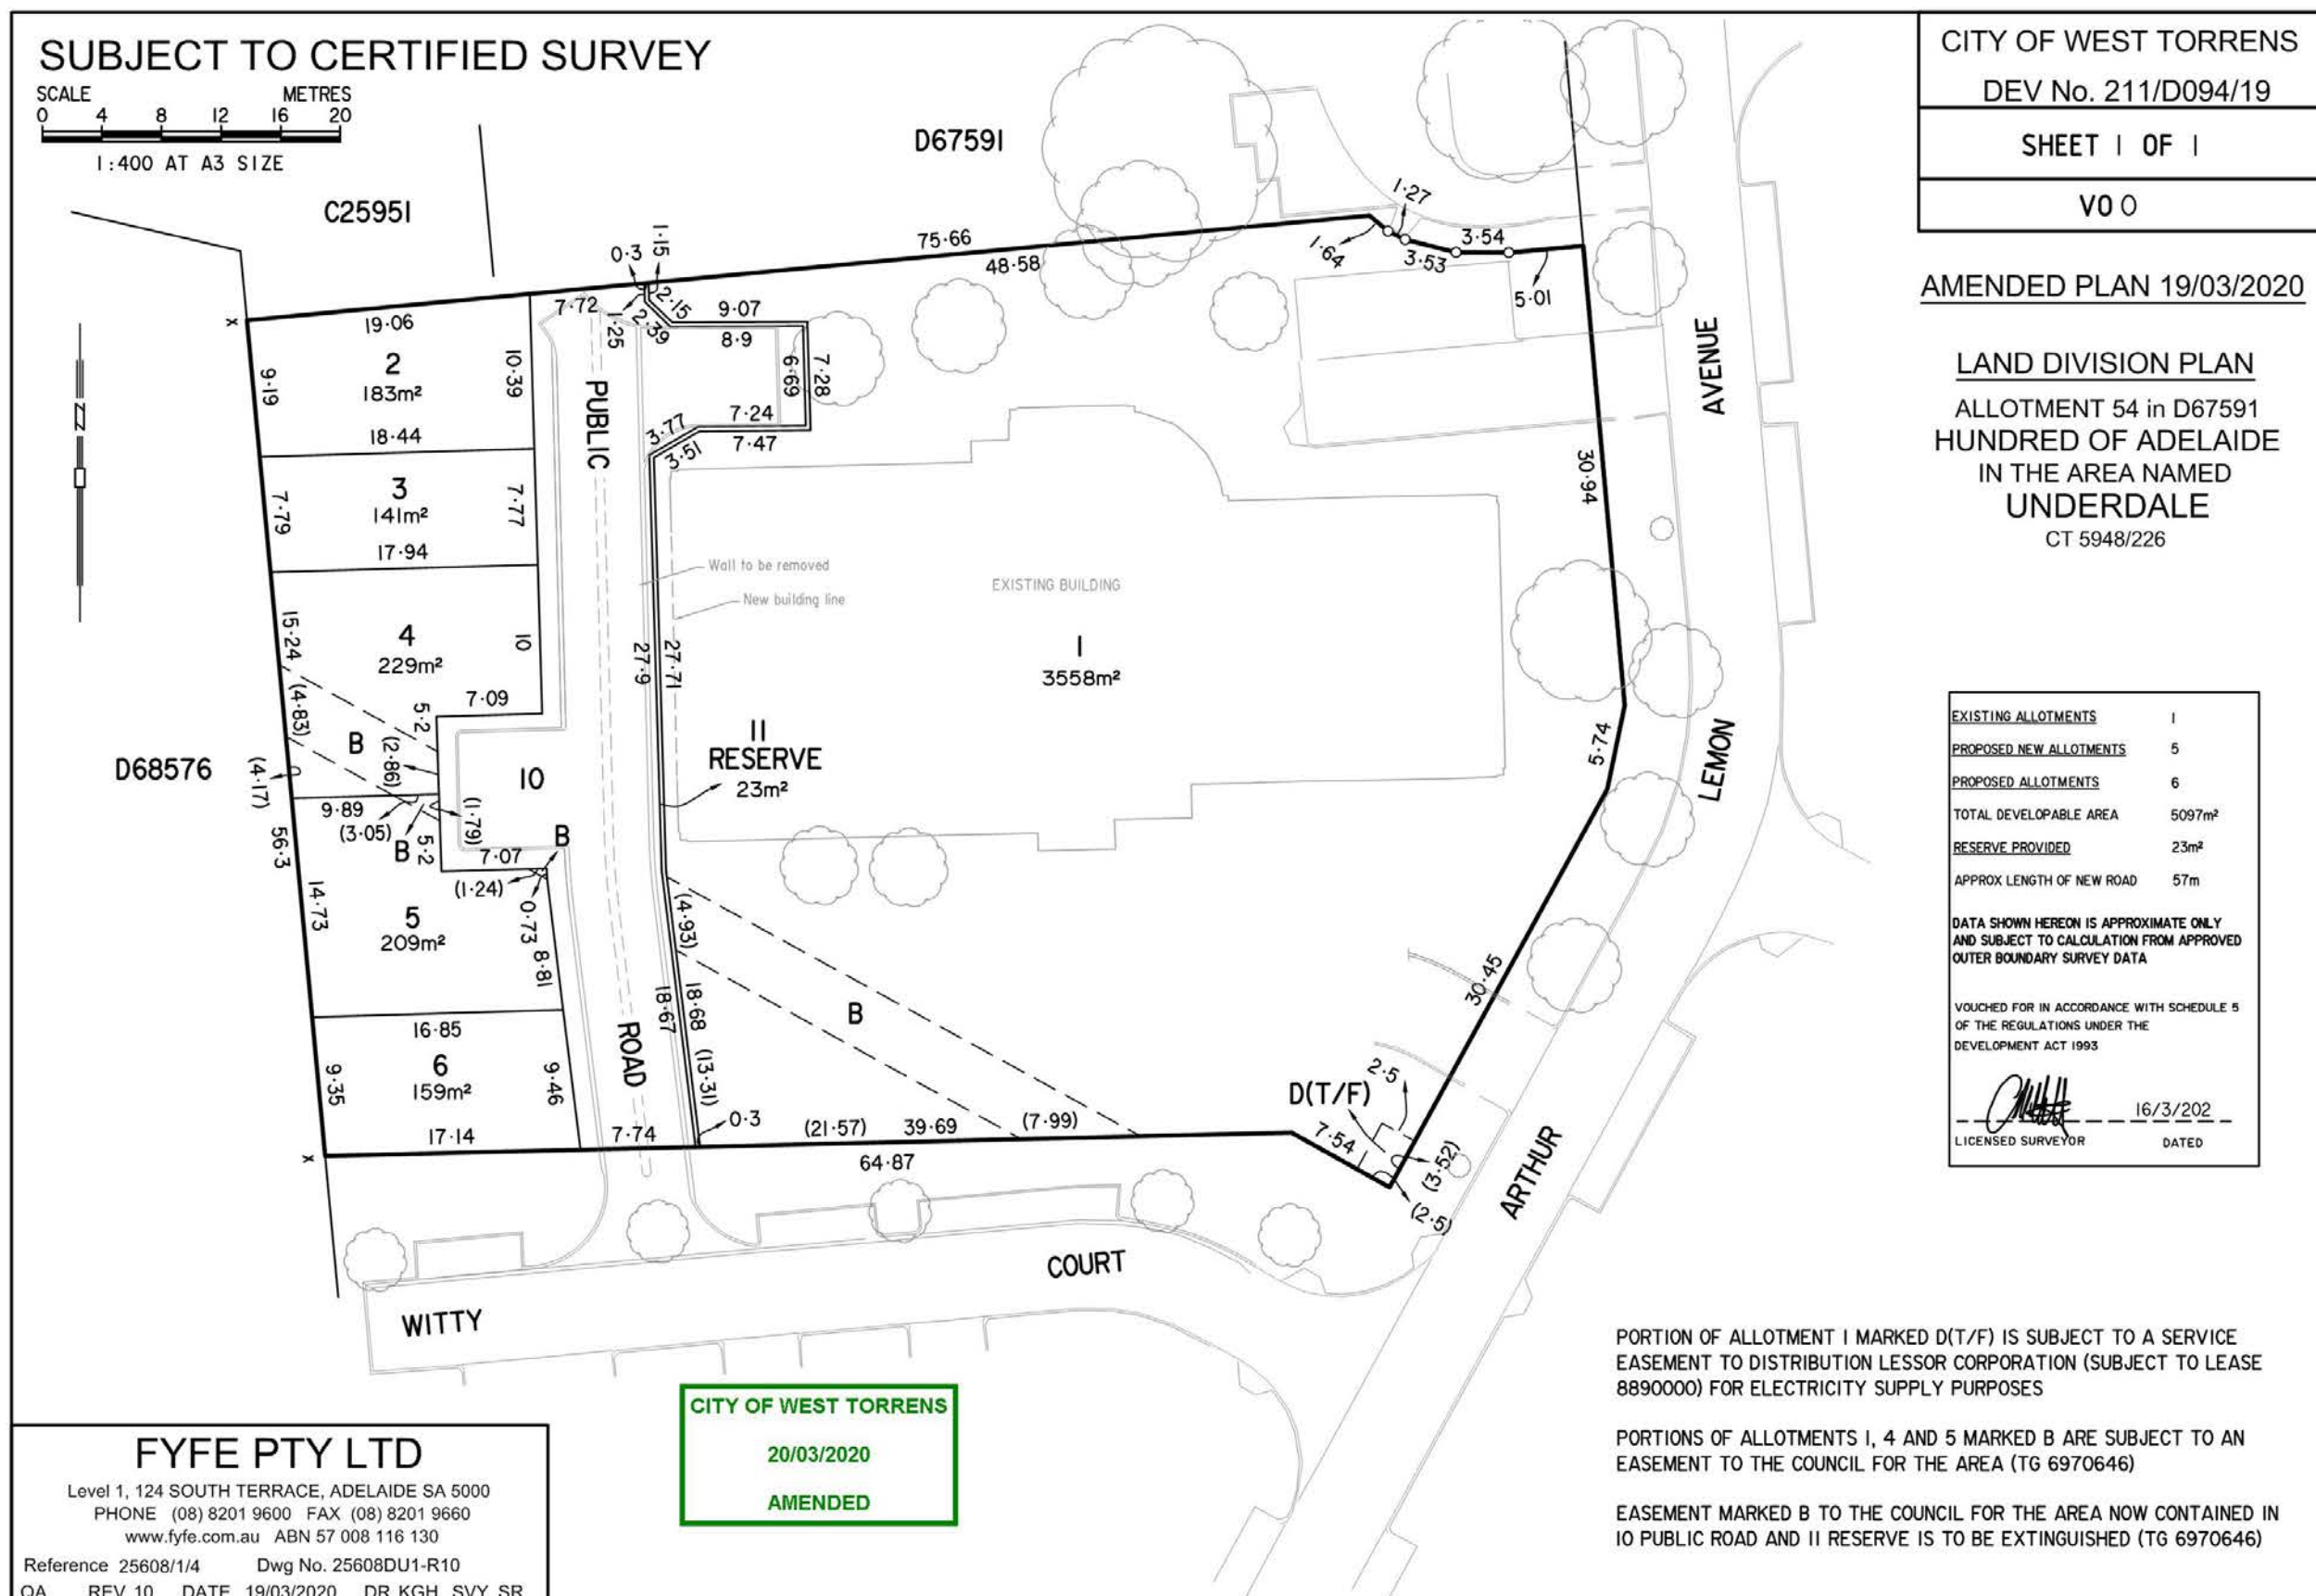 SUBJECT TO CERTIFIED SURVEY
SCALE METRES
0 4 8 12 16 20
1:400 AT A3 SIZE
C25951
D67591
D68576
CITY OF WEST TORRENS
DEV No. 211/D094/19
SHEET 1 OF 1
V0 0
AMENDED PLAN 19/03/2020
LAND DIVISION PLAN
ALLOTMENT 54 in D67591
HUNDRED OF ADELAIDE
IN THE AREA NAMED
UNDERDALE
CT 5948/226
EXISTING ALLOTMENTS 1
PROPOSED NEW ALLOTMENTS 5
PROPOSED ALLOTMENTS 6
TOTAL DEVELOPABLE AREA 5097m²
RESERVE PROVIDED 23m²
APPROX LENGTH OF NEW ROAD 57m
DATA SHOWN HEREON IS APPROXIMATE ONLY
AND SUBJECT TO CALCULATION FROM APPROVED
OUTER BOUNDARY SURVEY DATA
VOUCHED FOR IN ACCORDANCE WITH SCHEDULE 5
OF THE REGULATIONS UNDER THE
DEVELOPMENT ACT 1993
16/3/202
LICENSED SURVEYOR DATED
N
x
75·66
48·58
1·27
1·64
3·53
3·54
5·01
0·3
1·15
2·15
7·72
1·25
2·39
9·07
8·9
6·69
7·28
7·24
7·47
3·77
3·51
19·06
2
183m²
9·19
10·39
18·44
3
141m²
7·79
7·77
17·94
4
229m²
15·24
10
7·09
(4·83)
5·2
B
(2·86)
10
(4·17)
9·89
(3·05)
B
5·2
(1·79)
7·07
B
(1·24)
56·3
14·73
5
209m²
0·73
8·81
16·85
6
159m²
9·35
9·46
17·14
x
PUBLIC
ROAD
Wall to be removed
New building line
EXISTING BUILDING
1
3558m²
27·9
27·71
11
RESERVE
23m²
(4·93)
18·67
18·68
(13·31)
B
7·74
0·3
(21·57)
39·69
(7·99)
64·87
30·94
5·74
30·45
D(T/F)
2·5
7·54
(3·52)
(2·5)
AVENUE
LEMON
ARTHUR
WITTY
COURT
CITY OF WEST TORRENS
20/03/2020
AMENDED
PORTION OF ALLOTMENT 1 MARKED D(T/F) IS SUBJECT TO A SERVICE
EASEMENT TO DISTRIBUTION LESSOR CORPORATION (SUBJECT TO LEASE
8890000) FOR ELECTRICITY SUPPLY PURPOSES
PORTIONS OF ALLOTMENTS 1, 4 AND 5 MARKED B ARE SUBJECT TO AN
EASEMENT TO THE COUNCIL FOR THE AREA (TG 6970646)
EASEMENT MARKED B TO THE COUNCIL FOR THE AREA NOW CONTAINED IN
10 PUBLIC ROAD AND 11 RESERVE IS TO BE EXTINGUISHED (TG 6970646)
FYFE PTY LTD
Level 1, 124 SOUTH TERRACE, ADELAIDE SA 5000
PHONE (08) 8201 9600 FAX (08) 8201 9660
www.fyfe.com.au ABN 57 008 116 130
Reference 25608/1/4 Dwg No. 25608DU1-R10
QA REV 10 DATE 19/03/2020 DR KGH SVY SR